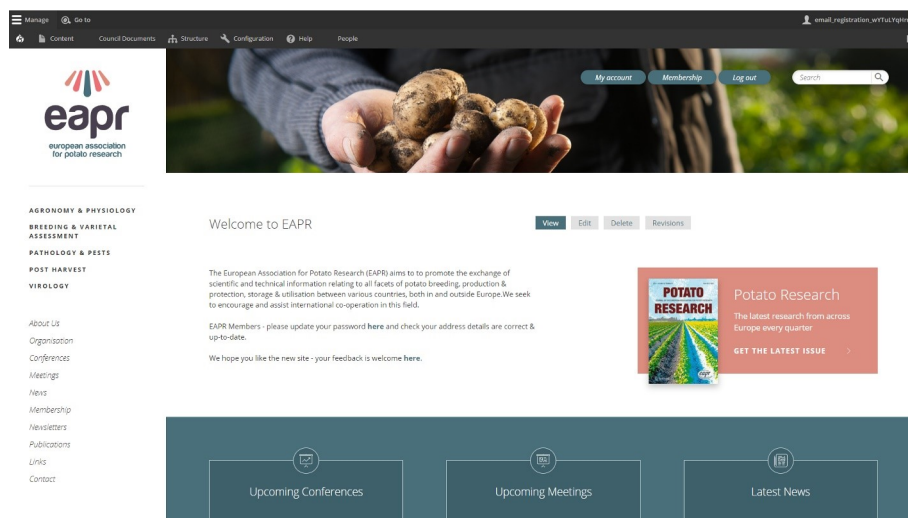 Manage
Go to
Content
Council Documents
Structure
Configuration
Help
People
eapr
european association
for potato research
My account
Membership
Log out
Search
AGRONOMY & PHYSIOLOGY
BREEDING & VARIETAL
ASSESSMENT
PATHOLOGY & PESTS
POST HARVEST
VIROLOGY
About Us
Organisation
Conferences
Meetings
News
Membership
Newsletters
Publications
Links
Contact
Welcome to EAPR
View
Edit
Delete
Revisions
The European Association for Potato Research (EAPR) aims to to promote the exchange of
scientific and technical information relating to all facets of potato breeding, production &
protection, storage & utilisation between various countries, both in and outside Europe.We seek
to encourage and assist international co-operation in this field.
EAPR Members - please update your password here and check your address details are correct &
up-to-date.
We hope you like the new site - your feedback is welcome here.
POTATO
RESEARCH
eapr
Potato Research
The latest research from across
Europe every quarter
GET THE LATEST ISSUE
Upcoming Conferences
Upcoming Meetings
Latest News